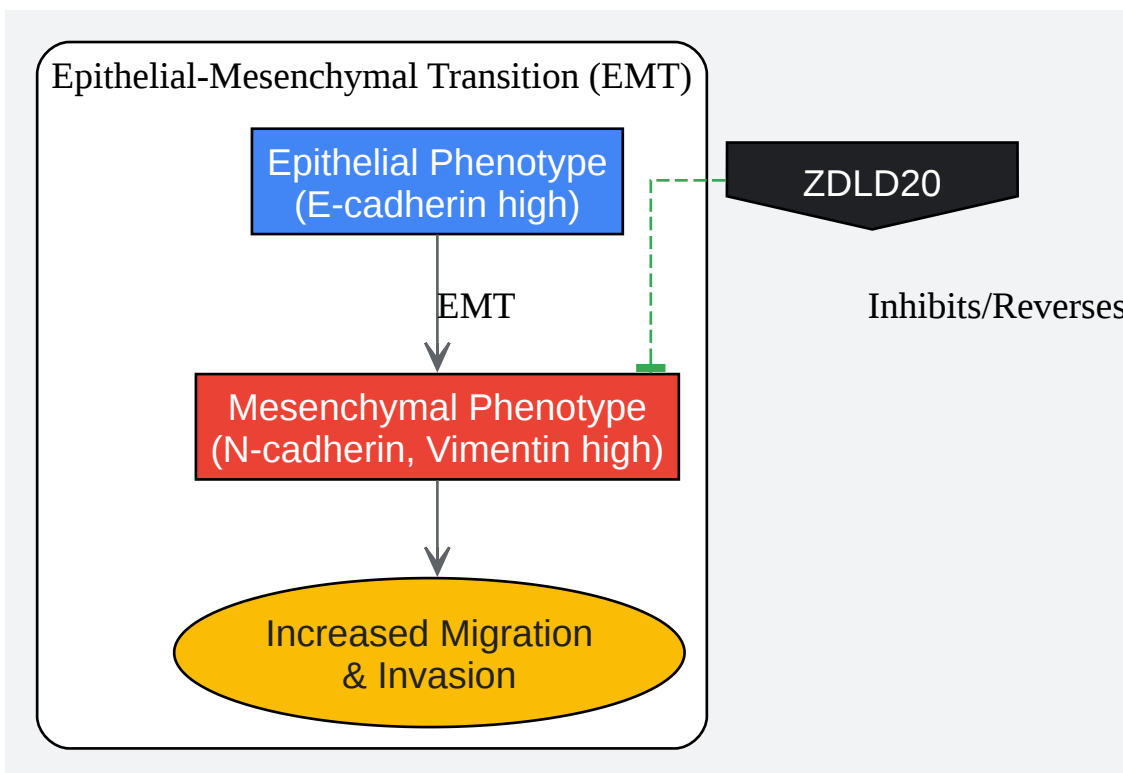 Epithelial-Mesenchymal Transition (EMT)
Epithelial Phenotype
(E-cadherin high)
ZDLD20
EMT
Inhibits/Reverses
Mesenchymal Phenotype
(N-cadherin, Vimentin high)
Increased Migration
& Invasion